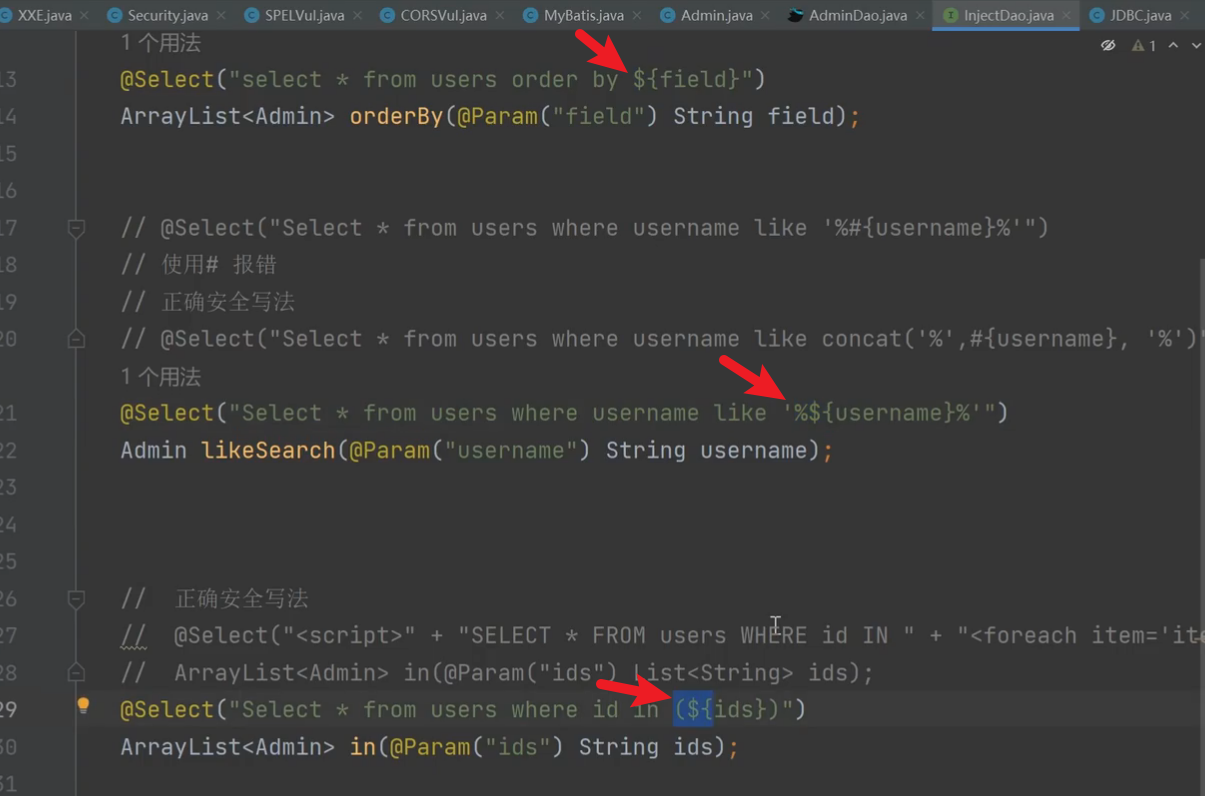 XXE.java Security.java SPELVul.java CORSVul.java MyBatis.java Admin.java AdminDao.java InjectDao.java JDBC.java
1 个用法
1
13 @Select("select * from users order by ${field}")
14 ArrayList<Admin> orderBy(@Param("field") String field);
15
16
17 // @Select("Select * from users where username like '%#{username}%'")
18 // 使用# 报错
19 // 正确安全写法
20 // @Select("Select * from users where username like concat('%',#{username}, '%')"
1 个用法
21 @Select("Select * from users where username like '%${username}%'")
22 Admin likeSearch(@Param("username") String username);
23
24
25
26 // 正确安全写法
27 // @Select("<script>" + "SELECT * FROM users WHERE id IN " + "<foreach item='ite
28 // ArrayList<Admin> in(@Param("ids") List<String> ids);
29 @Select("Select * from users where id in (${ids})")
30 ArrayList<Admin> in(@Param("ids") String ids);
31